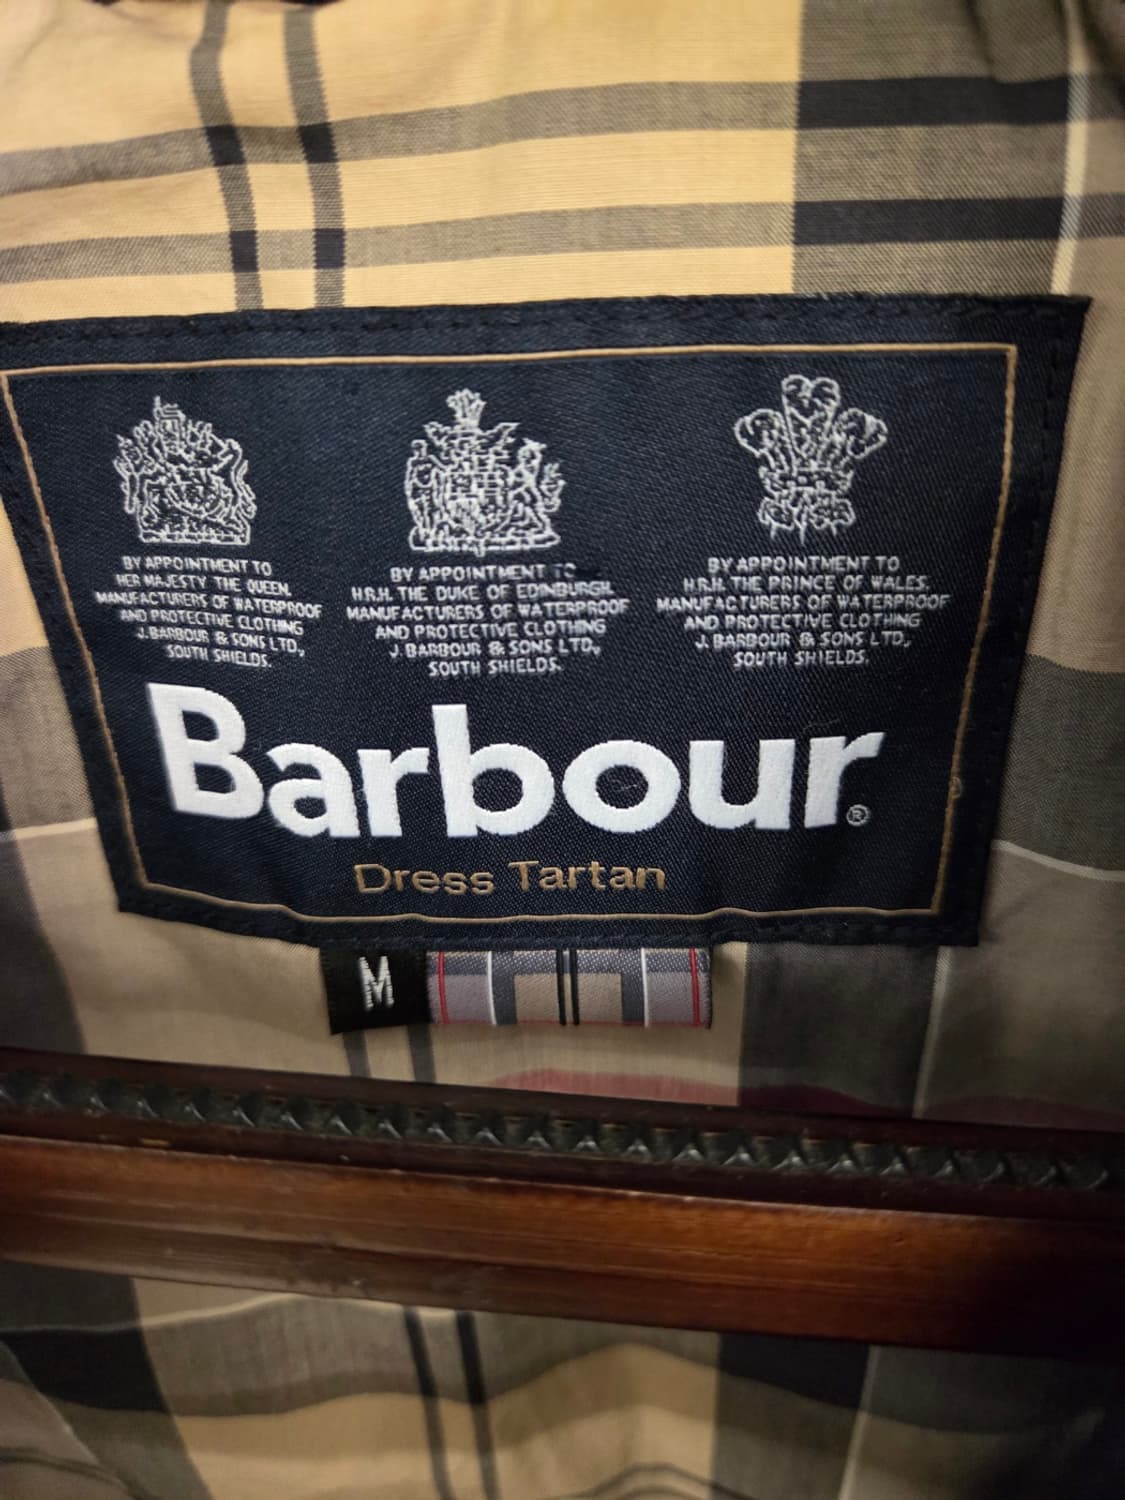 BY APPOINTMENT TO
HER MAJESTY THE QUEEN,
MANUFACTURERS OF WATERPROOF
AND PROTECTIVE CLOTHING
J. BARBOUR & SONS LTD.,
SOUTH SHIELDS.
BY APPOINTMENT TO
H.R.H. THE DUKE OF EDINBURGH,
MANUFACTURERS OF WATERPROOF
AND PROTECTIVE CLOTHING
J. BARBOUR & SONS LTD.,
SOUTH SHIELDS.
BY APPOINTMENT TO
H.R.H. THE PRINCE OF WALES,
MANUFACTURERS OF WATERPROOF
AND PROTECTIVE CLOTHING
J. BARBOUR & SONS LTD.,
SOUTH SHIELDS.
Barbour®
Dress Tartan
M